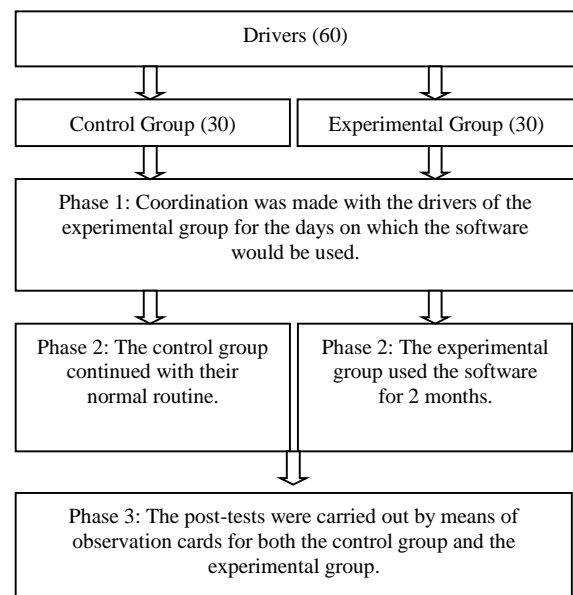 Drivers (60)
Control Group (30)
Experimental Group (30)
Phase 1: Coordination was made with the drivers of the
experimental group for the days on which the software
would be used.
Phase 2: The control group
continued with their
normal routine.
Phase 2: The experimental
group used the software
for 2 months.
Phase 3: The post-tests were carried out by means of
observation cards for both the control group and the
experimental group.